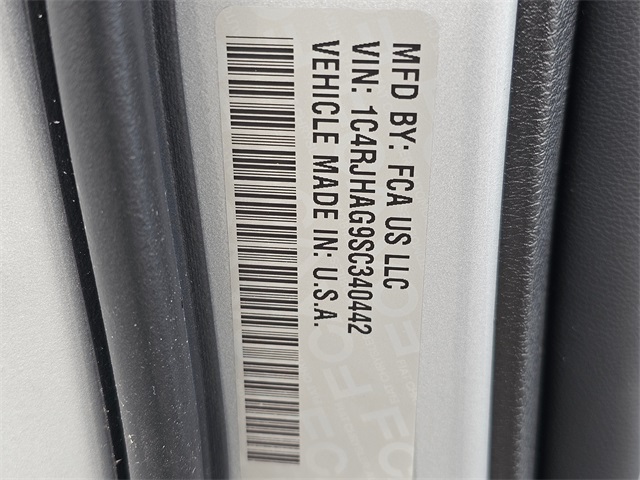 MFD BY: FCA US LLC
VIN: 1C4RJHAG9SC340442
VEHICLE MADE IN: U.S.A.